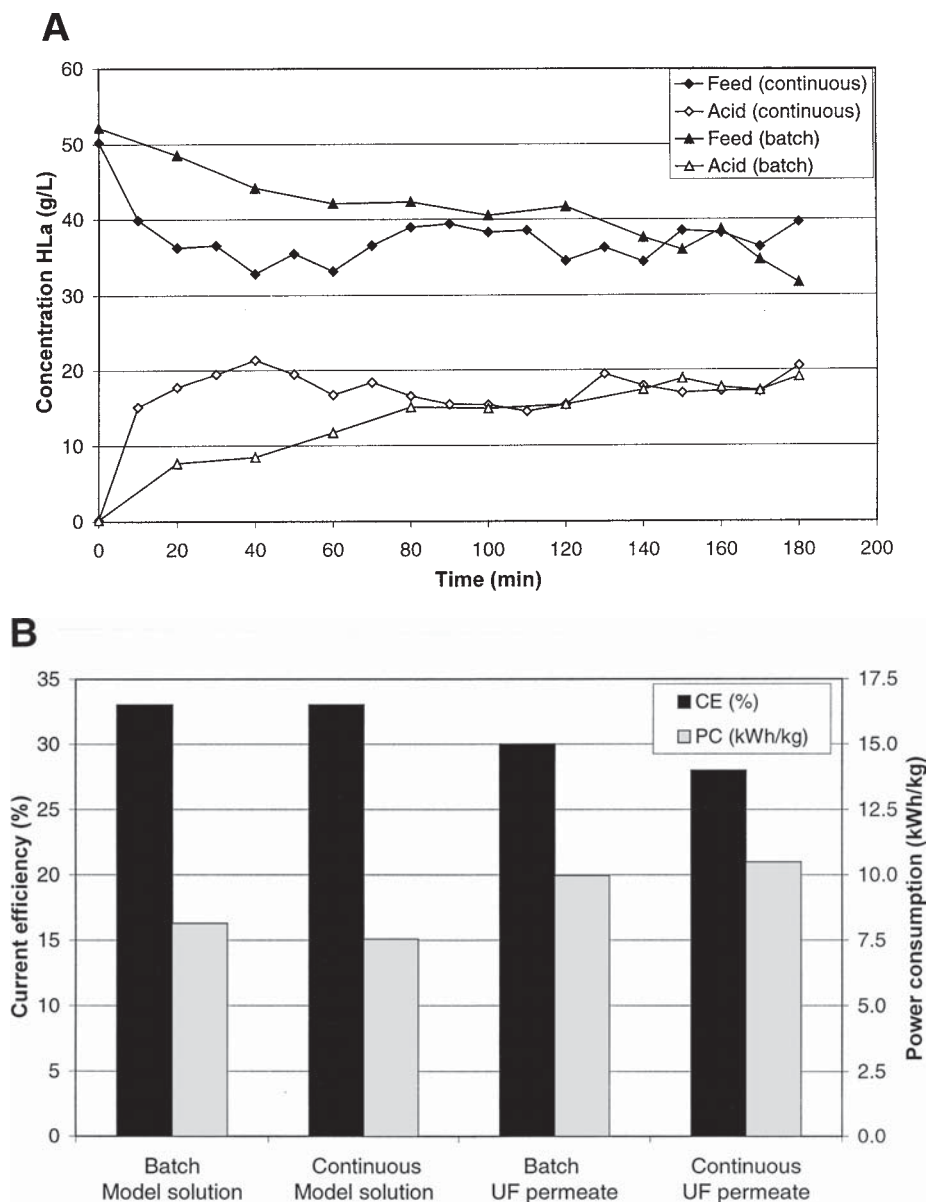 A
60
50
40
30
20
10
0
Concentration HLa (g/L)
Feed (continuous)
Acid (continuous)
Feed (batch)
Acid (batch)
0 20 40 60 80 100 120 140 160 180 200
Time (min)
B
35
30
25
20
15
10
5
0
Current efficiency (%)
CE (%)
PC (kWh/kg)
17.5
15.0
12.5
10.0
7.5
5.0
2.5
0.0
Power consumption (kWh/kg)
Batch Continuous Batch Continuous
Model solution Model solution UF permeate UF permeate